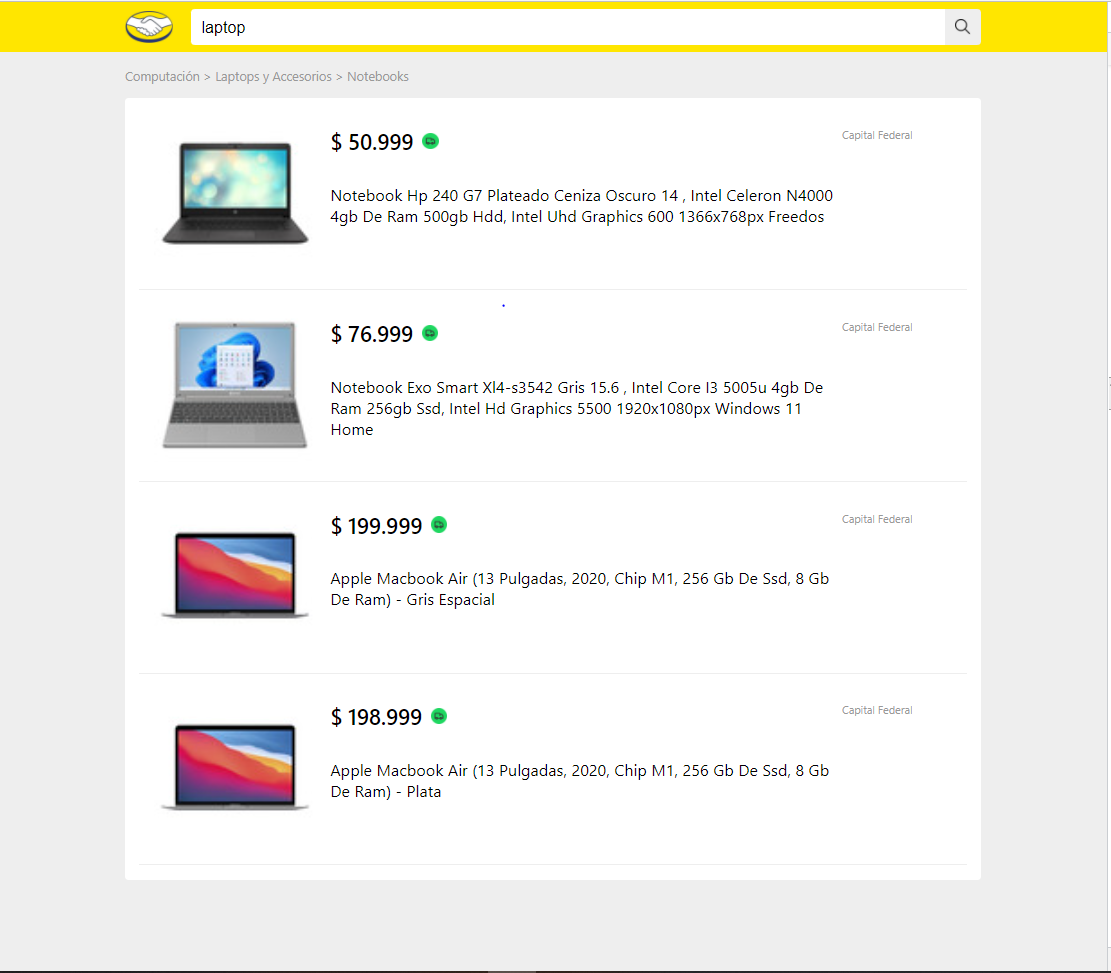 laptop
Computación > Laptops y Accesorios > Notebooks
$ 50.999
Capital Federal
Notebook Hp 240 G7 Plateado Ceniza Oscuro 14 , Intel Celeron N4000
4gb De Ram 500gb Hdd, Intel Uhd Graphics 600 1366x768px Freedos
$ 76.999
Capital Federal
Notebook Exo Smart Xl4-s3542 Gris 15.6 , Intel Core I3 5005u 4gb De
Ram 256gb Ssd, Intel Hd Graphics 5500 1920x1080px Windows 11
Home
$ 199.999
Capital Federal
Apple Macbook Air (13 Pulgadas, 2020, Chip M1, 256 Gb De Ssd, 8 Gb
De Ram) - Gris Espacial
$ 198.999
Capital Federal
Apple Macbook Air (13 Pulgadas, 2020, Chip M1, 256 Gb De Ssd, 8 Gb
De Ram) - Plata